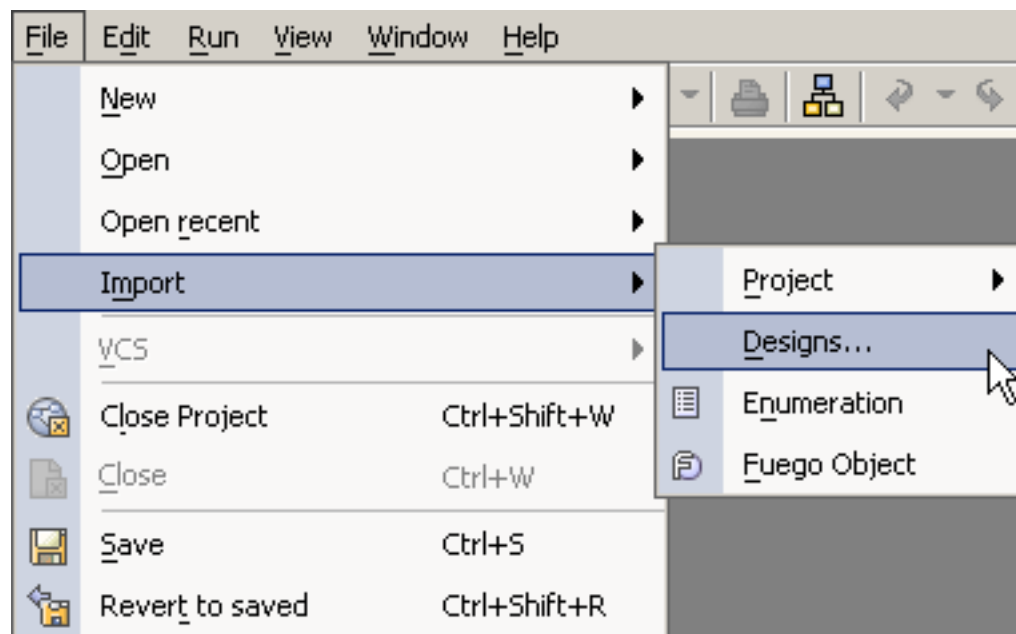 File Edit Run View Window Help
New
Open
Open recent
Import
Project
Designs...
Enumeration
Fuego Object
VCS
Close Project Ctrl+Shift+W
Close Ctrl+W
Save Ctrl+S
Revert to saved Ctrl+Shift+R